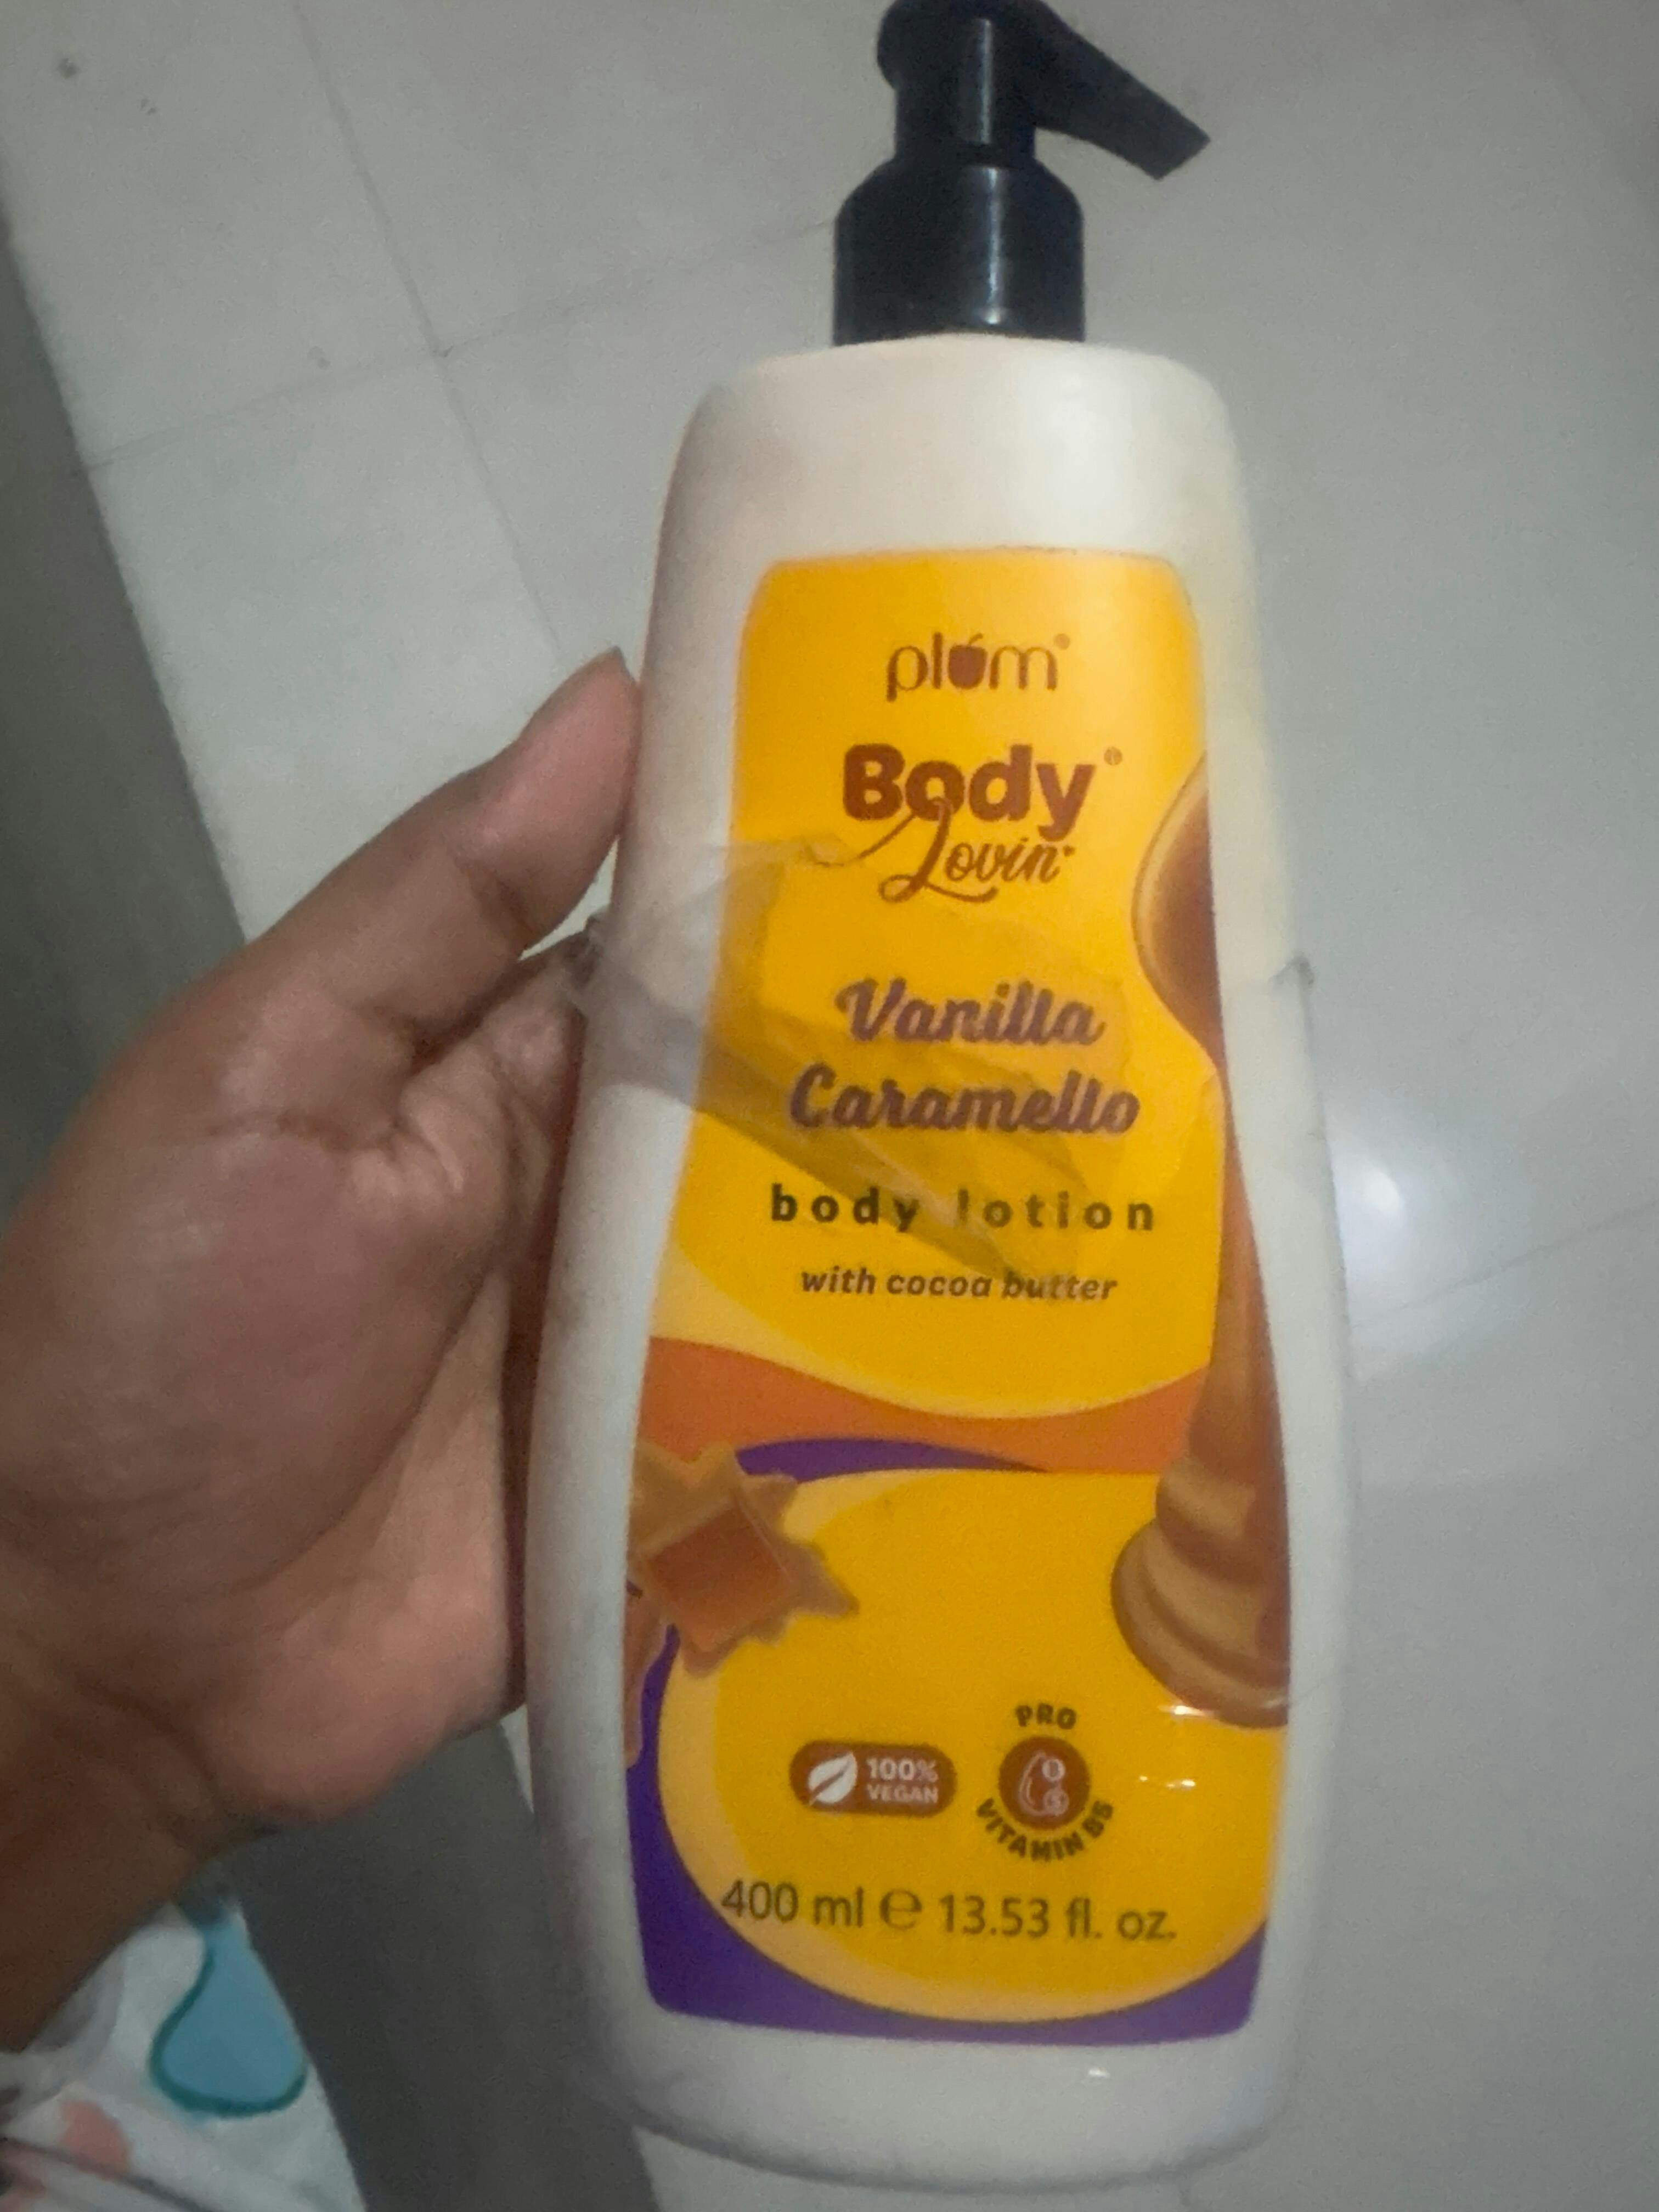 plum®
Body®
Lovin'
Vanilla
Caramello
body lotion
with cocoa butter
100%
VEGAN
PRO
VITAMIN B5
400 ml ℮ 13.53 fl. oz.